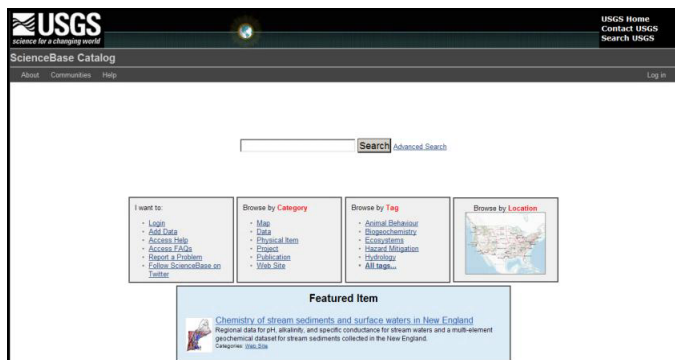 USGS
science for a changing world
USGS Home
Contact USGS
Search USGS
ScienceBase Catalog
About Communities Help Log in
Search Advanced Search
I want to:
Login
Add Data
Access Help
Access FAQs
Report a Problem
Follow ScienceBase on
Twitter
Browse by Category
Map
Data
Physical Item
Project
Publication
Web Site
Browse by Tag
Animal Behaviour
Biogeochemistry
Ecosystems
Hazard Mitigation
Hydrology
All tags...
Browse by Location
Featured Item
Chemistry of stream sediments and surface waters in New England
Regional data for pH, alkalinity, and specific conductance for stream waters and a multi-element
geochemical dataset for stream sediments collected in the New England.
Categories: Web Site